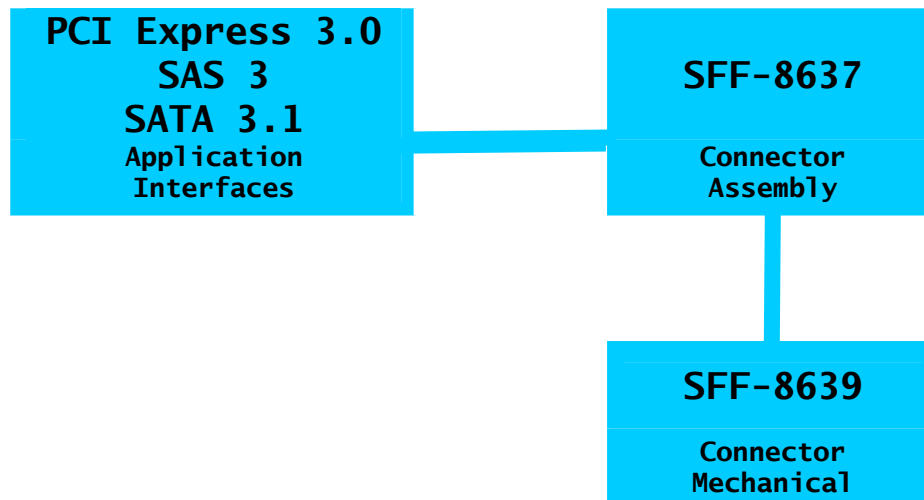 PCI Express 3.0
SAS 3
SATA 3.1
Application
Interfaces
SFF-8637
Connector
Assembly
SFF-8639
Connector
Mechanical